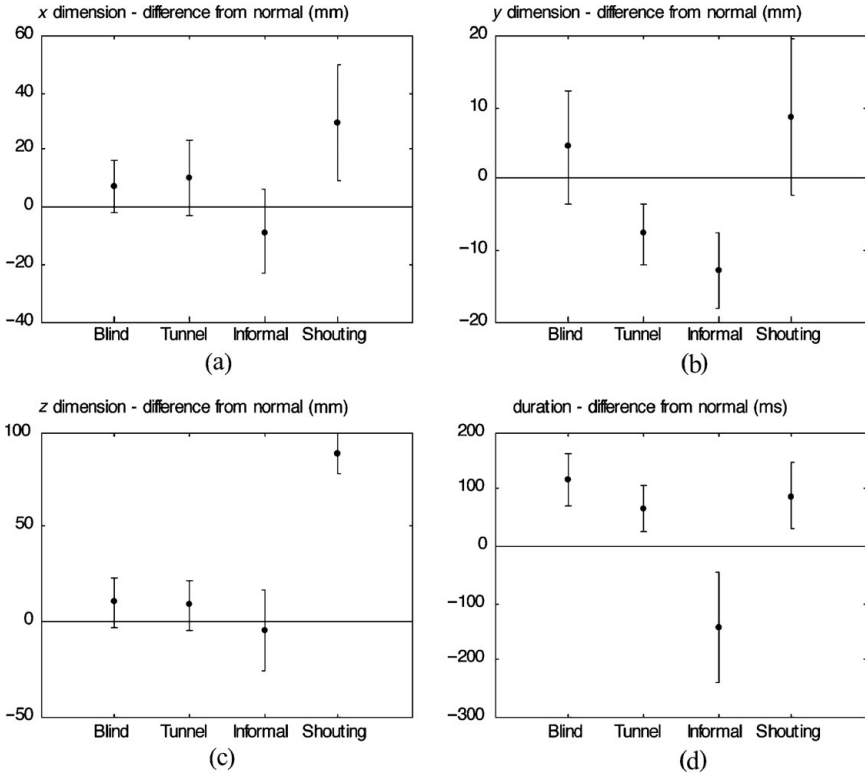 x dimension - difference from normal (mm)
60
40
20
0
−20
−40
Blind Tunnel Informal Shouting
(a)
y dimension - difference from normal (mm)
20
10
0
−10
−20
Blind Tunnel Informal Shouting
(b)
z dimension - difference from normal (mm)
100
50
0
−50
Blind Tunnel Informal Shouting
(c)
duration - difference from normal (ms)
200
100
0
−100
−200
−300
Blind Tunnel Informal Shouting
(d)